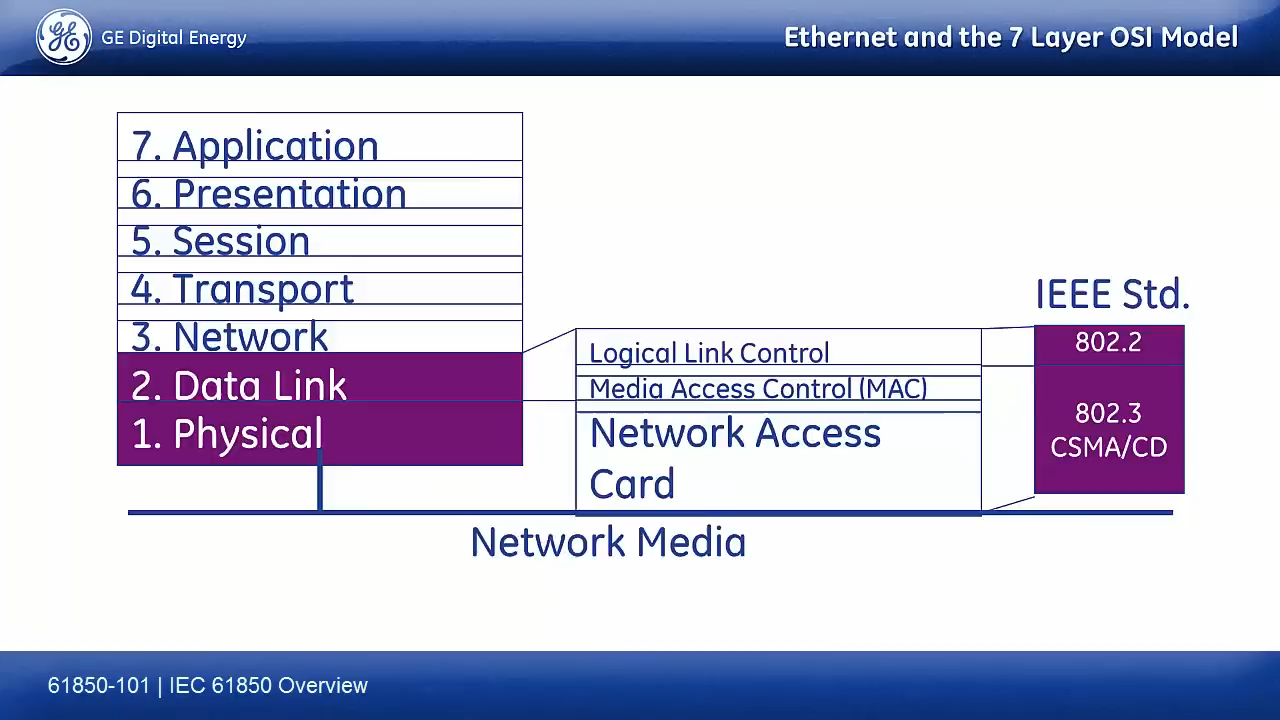 GE Digital Energy
Ethernet and the 7 Layer OSI Model
7. Application
6. Presentation
5. Session
4. Transport
3. Network
2. Data Link
1. Physical
Logical Link Control
Media Access Control (MAC)
Network Access
Card
IEEE Std.
802.2
802.3
CSMA/CD
Network Media
61850-101 | IEC 61850 Overview